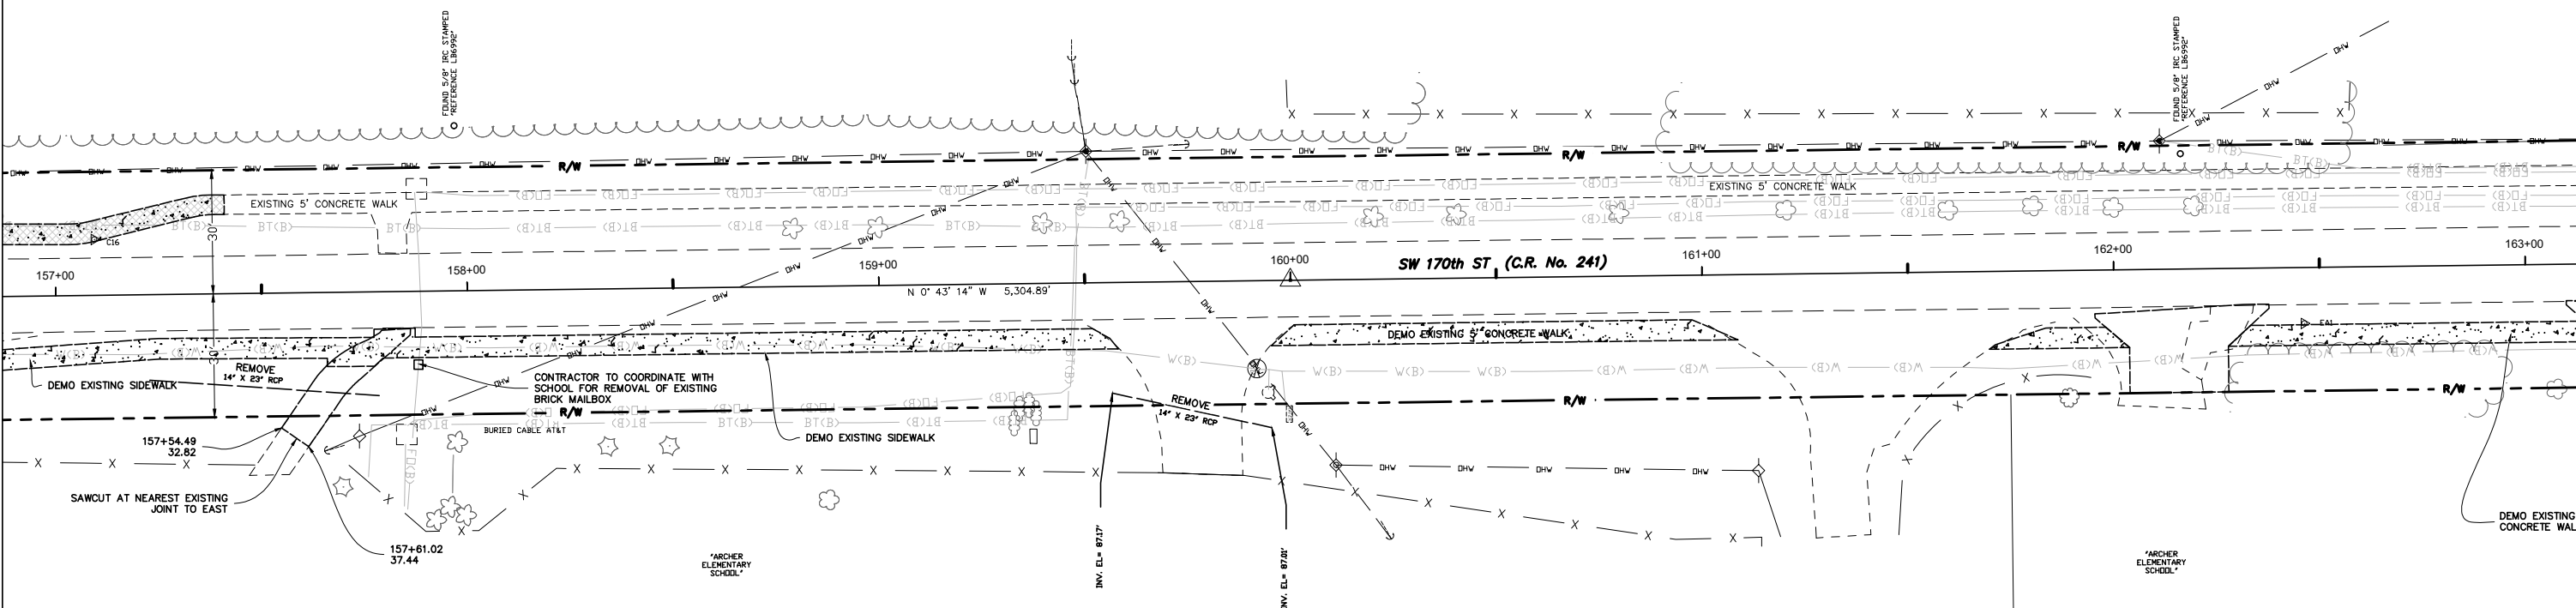 FOUND 5/8" IRC STAMPED
"REFERENCE LB6992"
FOUND 5/8" IRC STAMPED
"REFERENCE LB6992"
R/W
R/W
R/W
OHW
X
EXISTING 5' CONCRETE WALK
EXISTING 5' CONCRETE WALK
FO(B)
BT(B)
C16
30'
157+00
158+00
159+00
160+00
161+00
162+00
163+00
SW 170th ST (C.R. No. 241)
N 0° 43' 14" W 5,304.89'
30'
W(B)
DEMO EXISTING 5' CONCRETE WALK
EA1
REMOVE
14" X 23" RCP
DEMO EXISTING SIDEWALK
CONTRACTOR TO COORDINATE WITH
SCHOOL FOR REMOVAL OF EXISTING
BRICK MAILBOX
R/W
R/W
R/W
BURIED CABLE AT&T
DEMO EXISTING SIDEWALK
REMOVE
14" X 23" RCP
157+54.49
32.82
SAWCUT AT NEAREST EXISTING
JOINT TO EAST
157+61.02
37.44
"ARCHER
ELEMENTARY
SCHOOL"
INV. EL= 87.17'
INV. EL= 87.01'
"ARCHER
ELEMENTARY
SCHOOL"
DEMO EXISTING
CONCRETE WAL